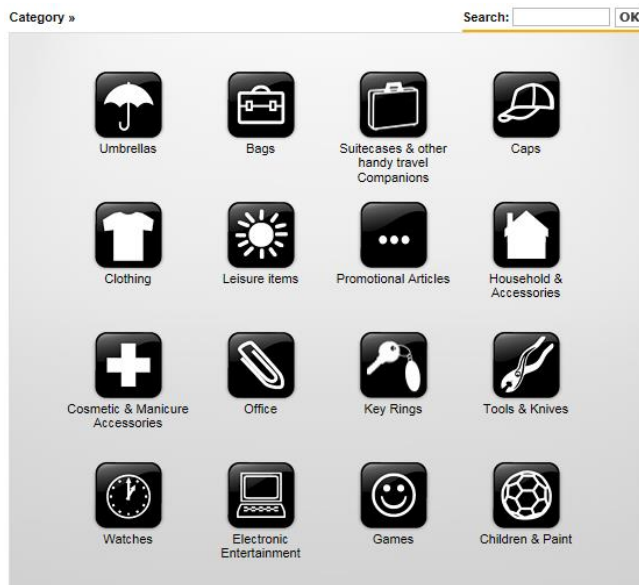 Category »
Search:
OK
Umbrellas
Bags
Suitecases & other
handy travel
Companions
Caps
Clothing
Leisure items
Promotional Articles
Household &
Accessories
Cosmetic & Manicure
Accessories
Office
Key Rings
Tools & Knives
Watches
Electronic
Entertainment
Games
Children & Paint